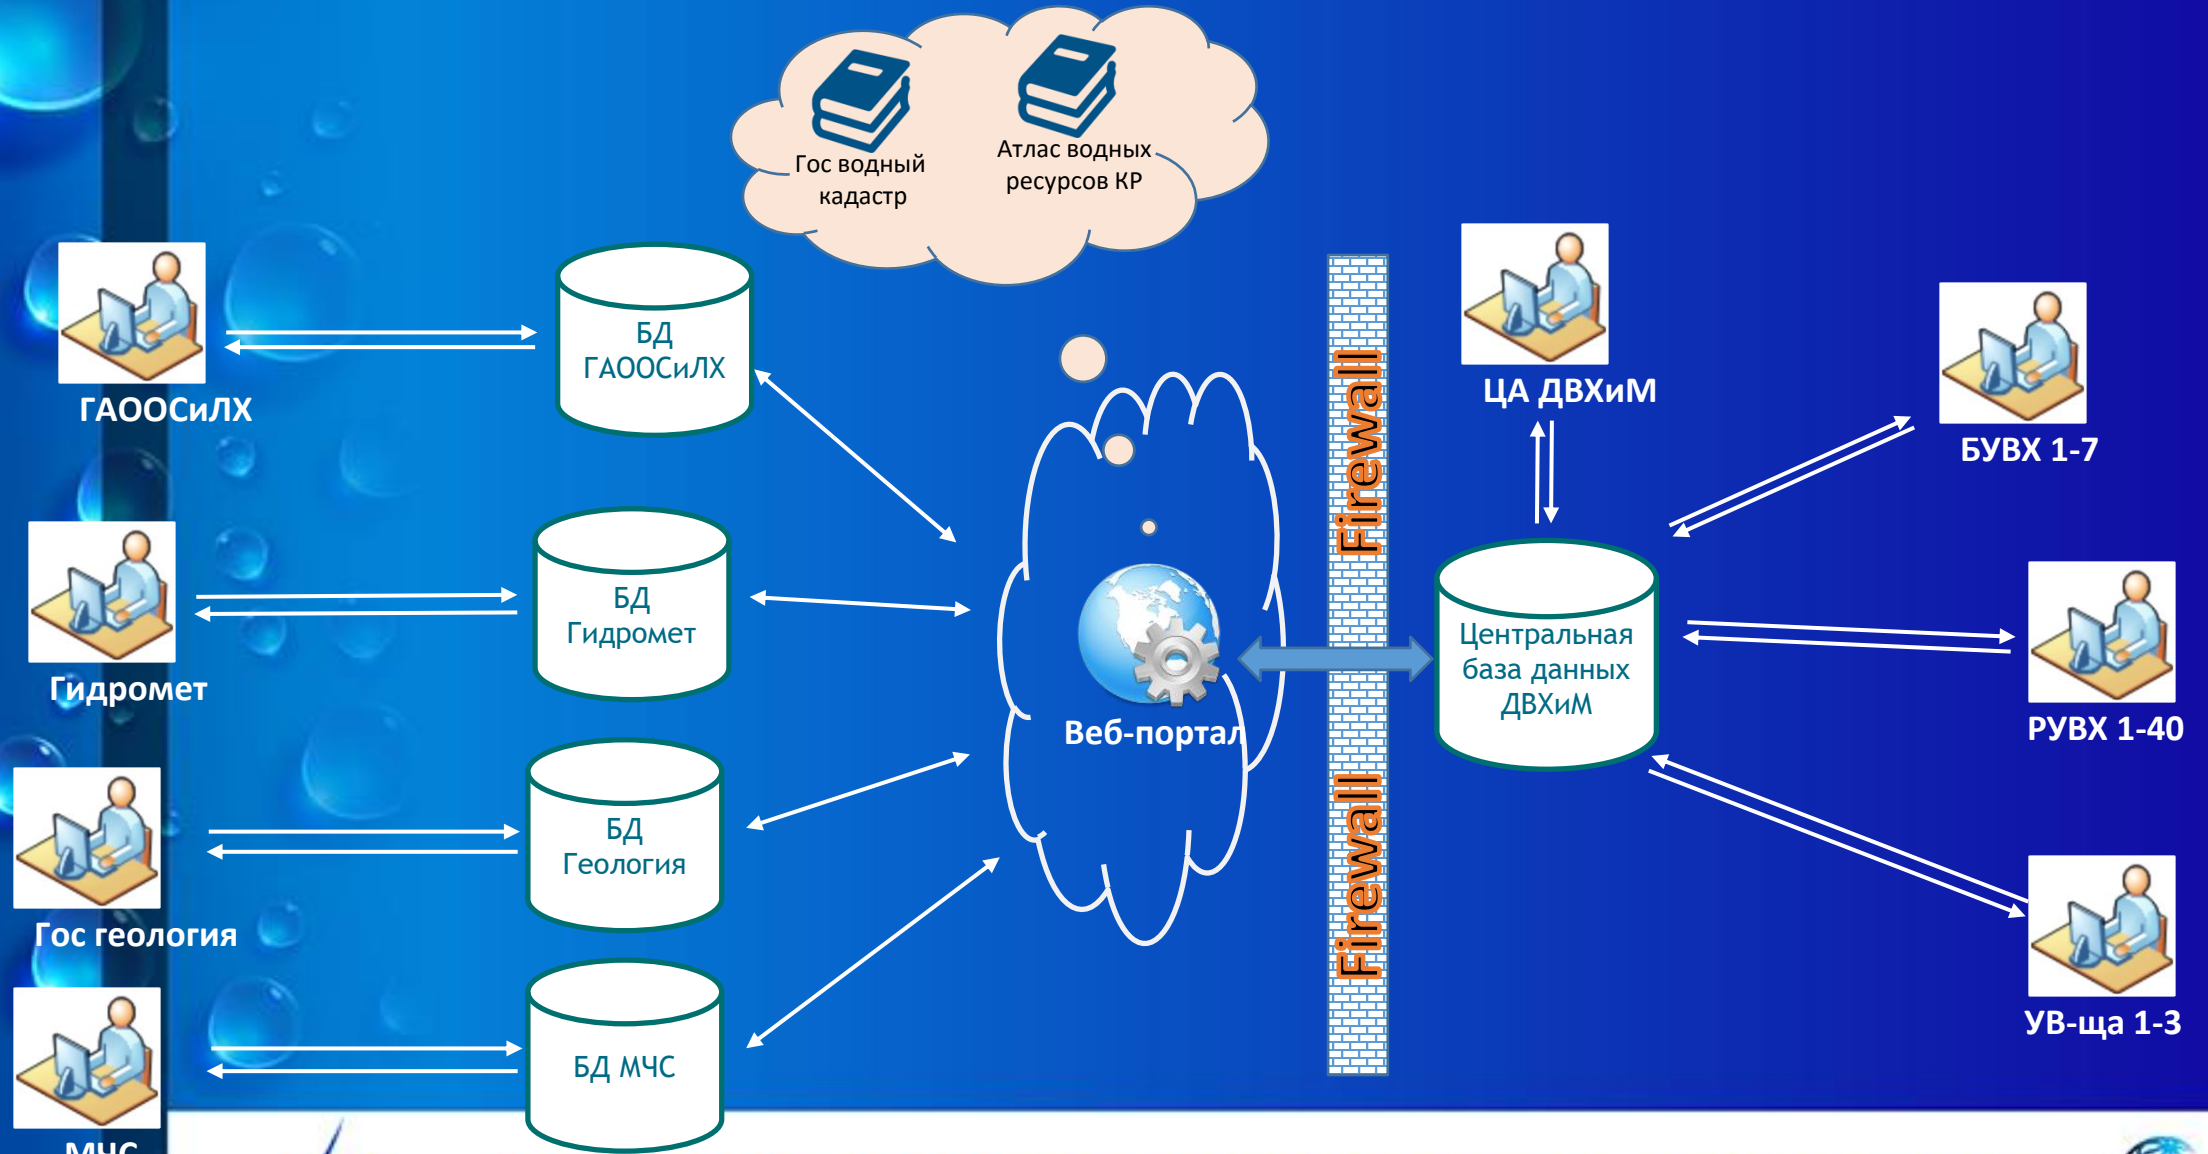 Гос водный
кадастр
Атлас водных
ресурсов КР
ГАООСиЛХ
БД
ГАООСиЛХ
Гидромет
БД
Гидромет
Гос геология
БД
Геология
МЧС
БД МЧС
Веб-портал
Firewall
Firewall
ЦА ДВХиМ
Центральная
база данных
ДВХиМ
БУВХ 1-7
РУВХ 1-40
УВ-ща 1-3